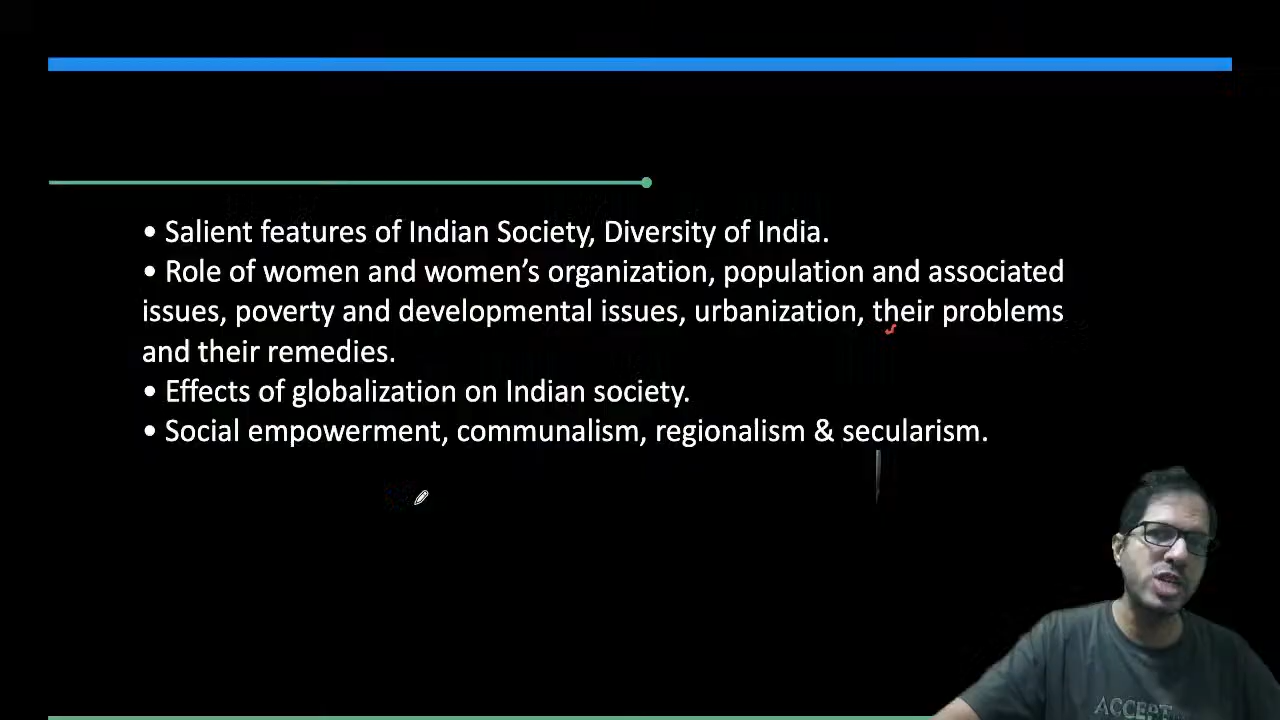 • Salient features of Indian Society, Diversity of India.
• Role of women and women’s organization, population and associated
issues, poverty and developmental issues, urbanization, their problems
and their remedies.
• Effects of globalization on Indian society.
• Social empowerment, communalism, regionalism & secularism.